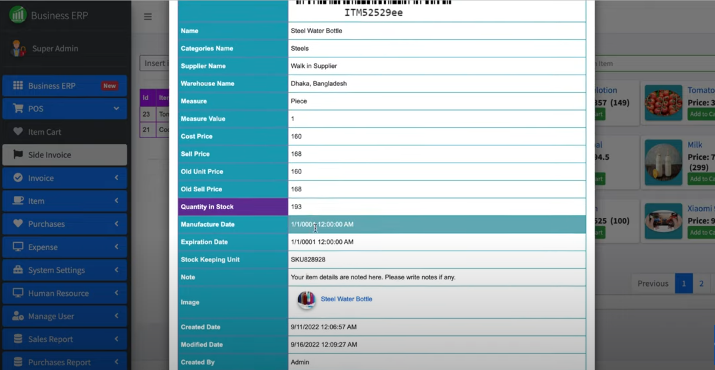 Business ERP
ITM52529ee
Super Admin
Name Steel Water Bottle
Categories Name Steels
Supplier Name Walk in Supplier
Warehouse Name Dhaka, Bangladesh
Measure Piece
Measure Value 1
Cost Price 160
Sell Price 168
Old Unit Price 160
Old Sell Price 168
Quantity in Stock 193
Manufacture Date 1/1/0001 12:00:00 AM
Expiration Date 1/1/0001 12:00:00 AM
Stock Keeping Unit SKU828928
Note Your item details are noted here. Please write notes if any.
Image Steel Water Bottle
Created Date 9/11/2022 12:06:57 AM
Modified Date 9/16/2022 12:09:27 AM
Created By Admin
Business ERP New
POS
Item Cart
Side Invoice
Invoice
Item
Purchases
Expense
System Settings
Human Resource
Manage User
Sales Report
Purchases Report
Insert
Id
23
21
item
357 (149)
Tomato
Price: 3
Add to Ca
94.5
Milk
Price: 7
(299)
Add to Ca
525 (100)
Xiaomi
Price: 9
Add to Ca
Previous 1 2